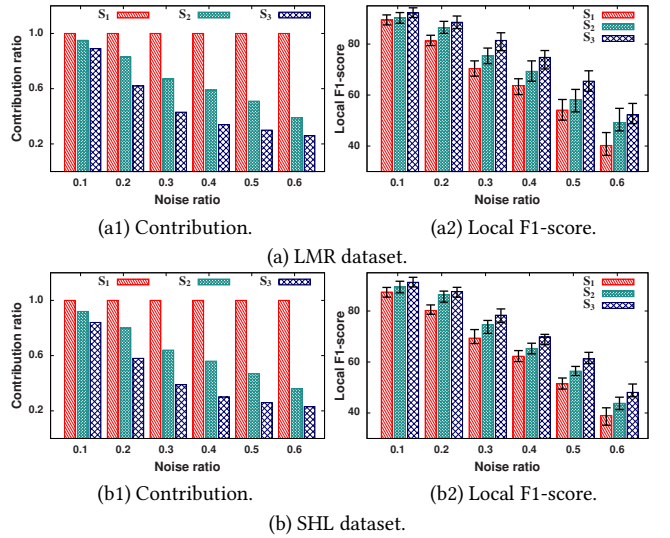 S1 S2 S3
Contribution ratio
1.0
0.6
0.2
0.1 0.2 0.3 0.4 0.5 0.6
Noise ratio
(a1) Contribution.
S1
S2
S3
Local F1-score
80
60
40
0.1 0.2 0.3 0.4 0.5 0.6
Noise ratio
(a2) Local F1-score.
(a) LMR dataset.
S1 S2 S3
Contribution ratio
1.0
0.6
0.2
0.1 0.2 0.3 0.4 0.5 0.6
Noise ratio
(b1) Contribution.
S1
S2
S3
Local F1-score
80
60
40
0.1 0.2 0.3 0.4 0.5 0.6
Noise ratio
(b2) Local F1-score.
(b) SHL dataset.